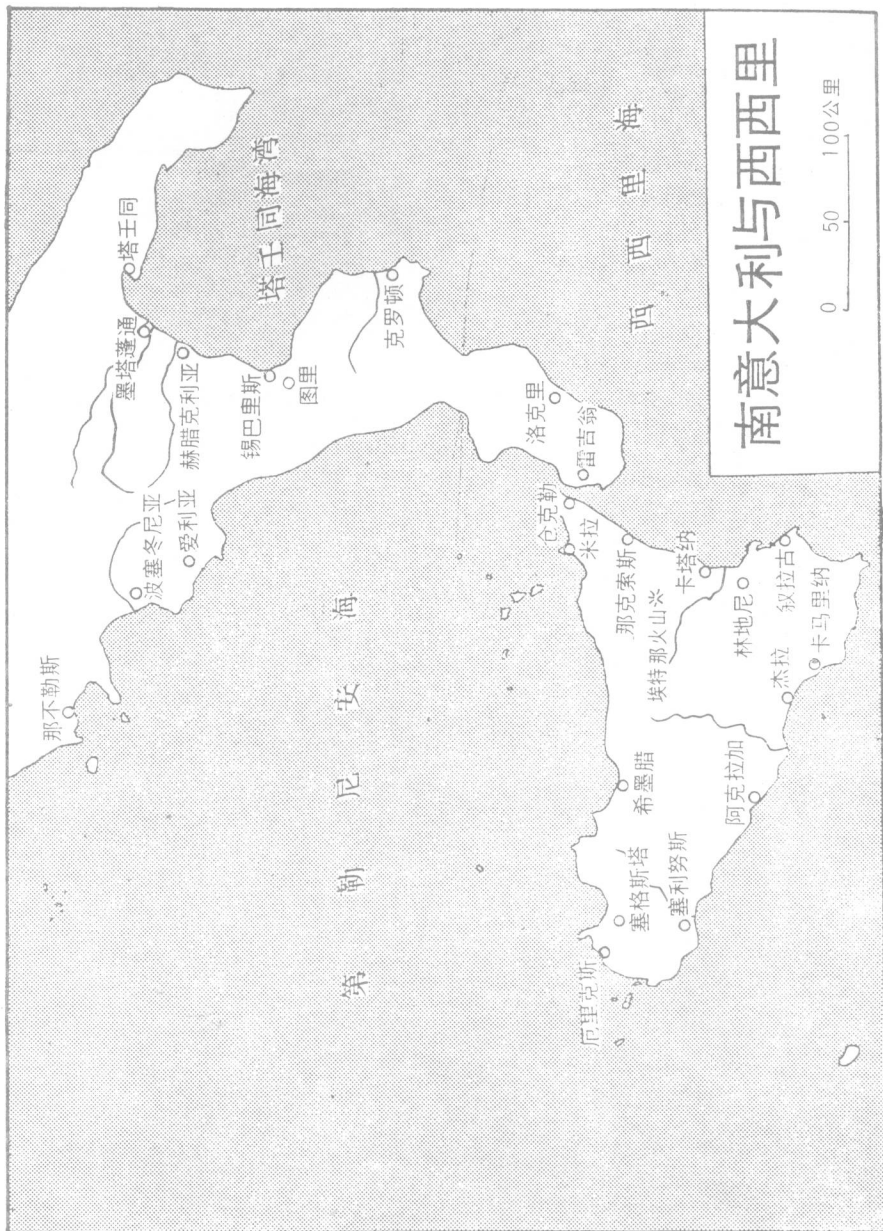 南意大利与西西里
0 50 100公里
那不勒斯
波塞冬尼亚
爱利亚
墨塔蓬通
塔壬同
赫腊克利亚
塔壬同海湾
锡巴里斯
图里
克罗顿
第勒尼安海
洛克里
雷吉翁
西西里海
仓克勒
米拉
那克索斯
埃特那火山
卡塔纳
林地尼
叙拉古
卡马里纳
杰拉
希墨腊
阿克拉加
塞格斯塔
塞利努斯
厄里克斯